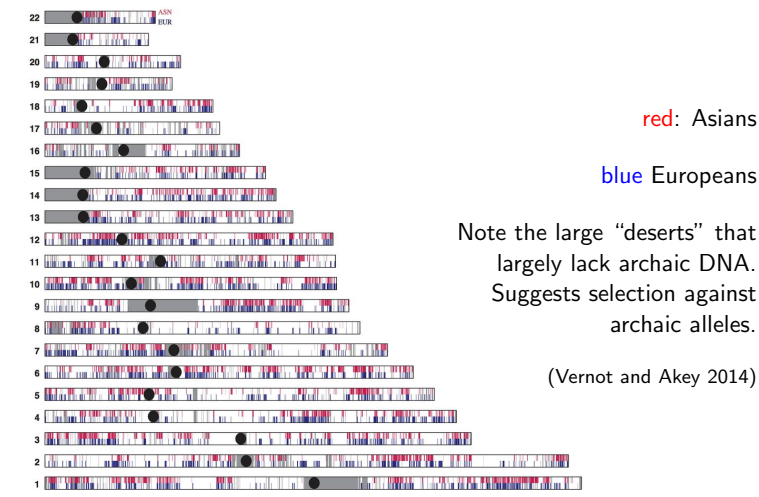 22 ASN
EUR
21
20
19
18
17
16
15
14
13
12
11
10
9
8
7
6
5
4
3
2
1
red: Asians
blue Europeans
Note the large “deserts” that
largely lack archaic DNA.
Suggests selection against
archaic alleles.
(Vernot and Akey 2014)